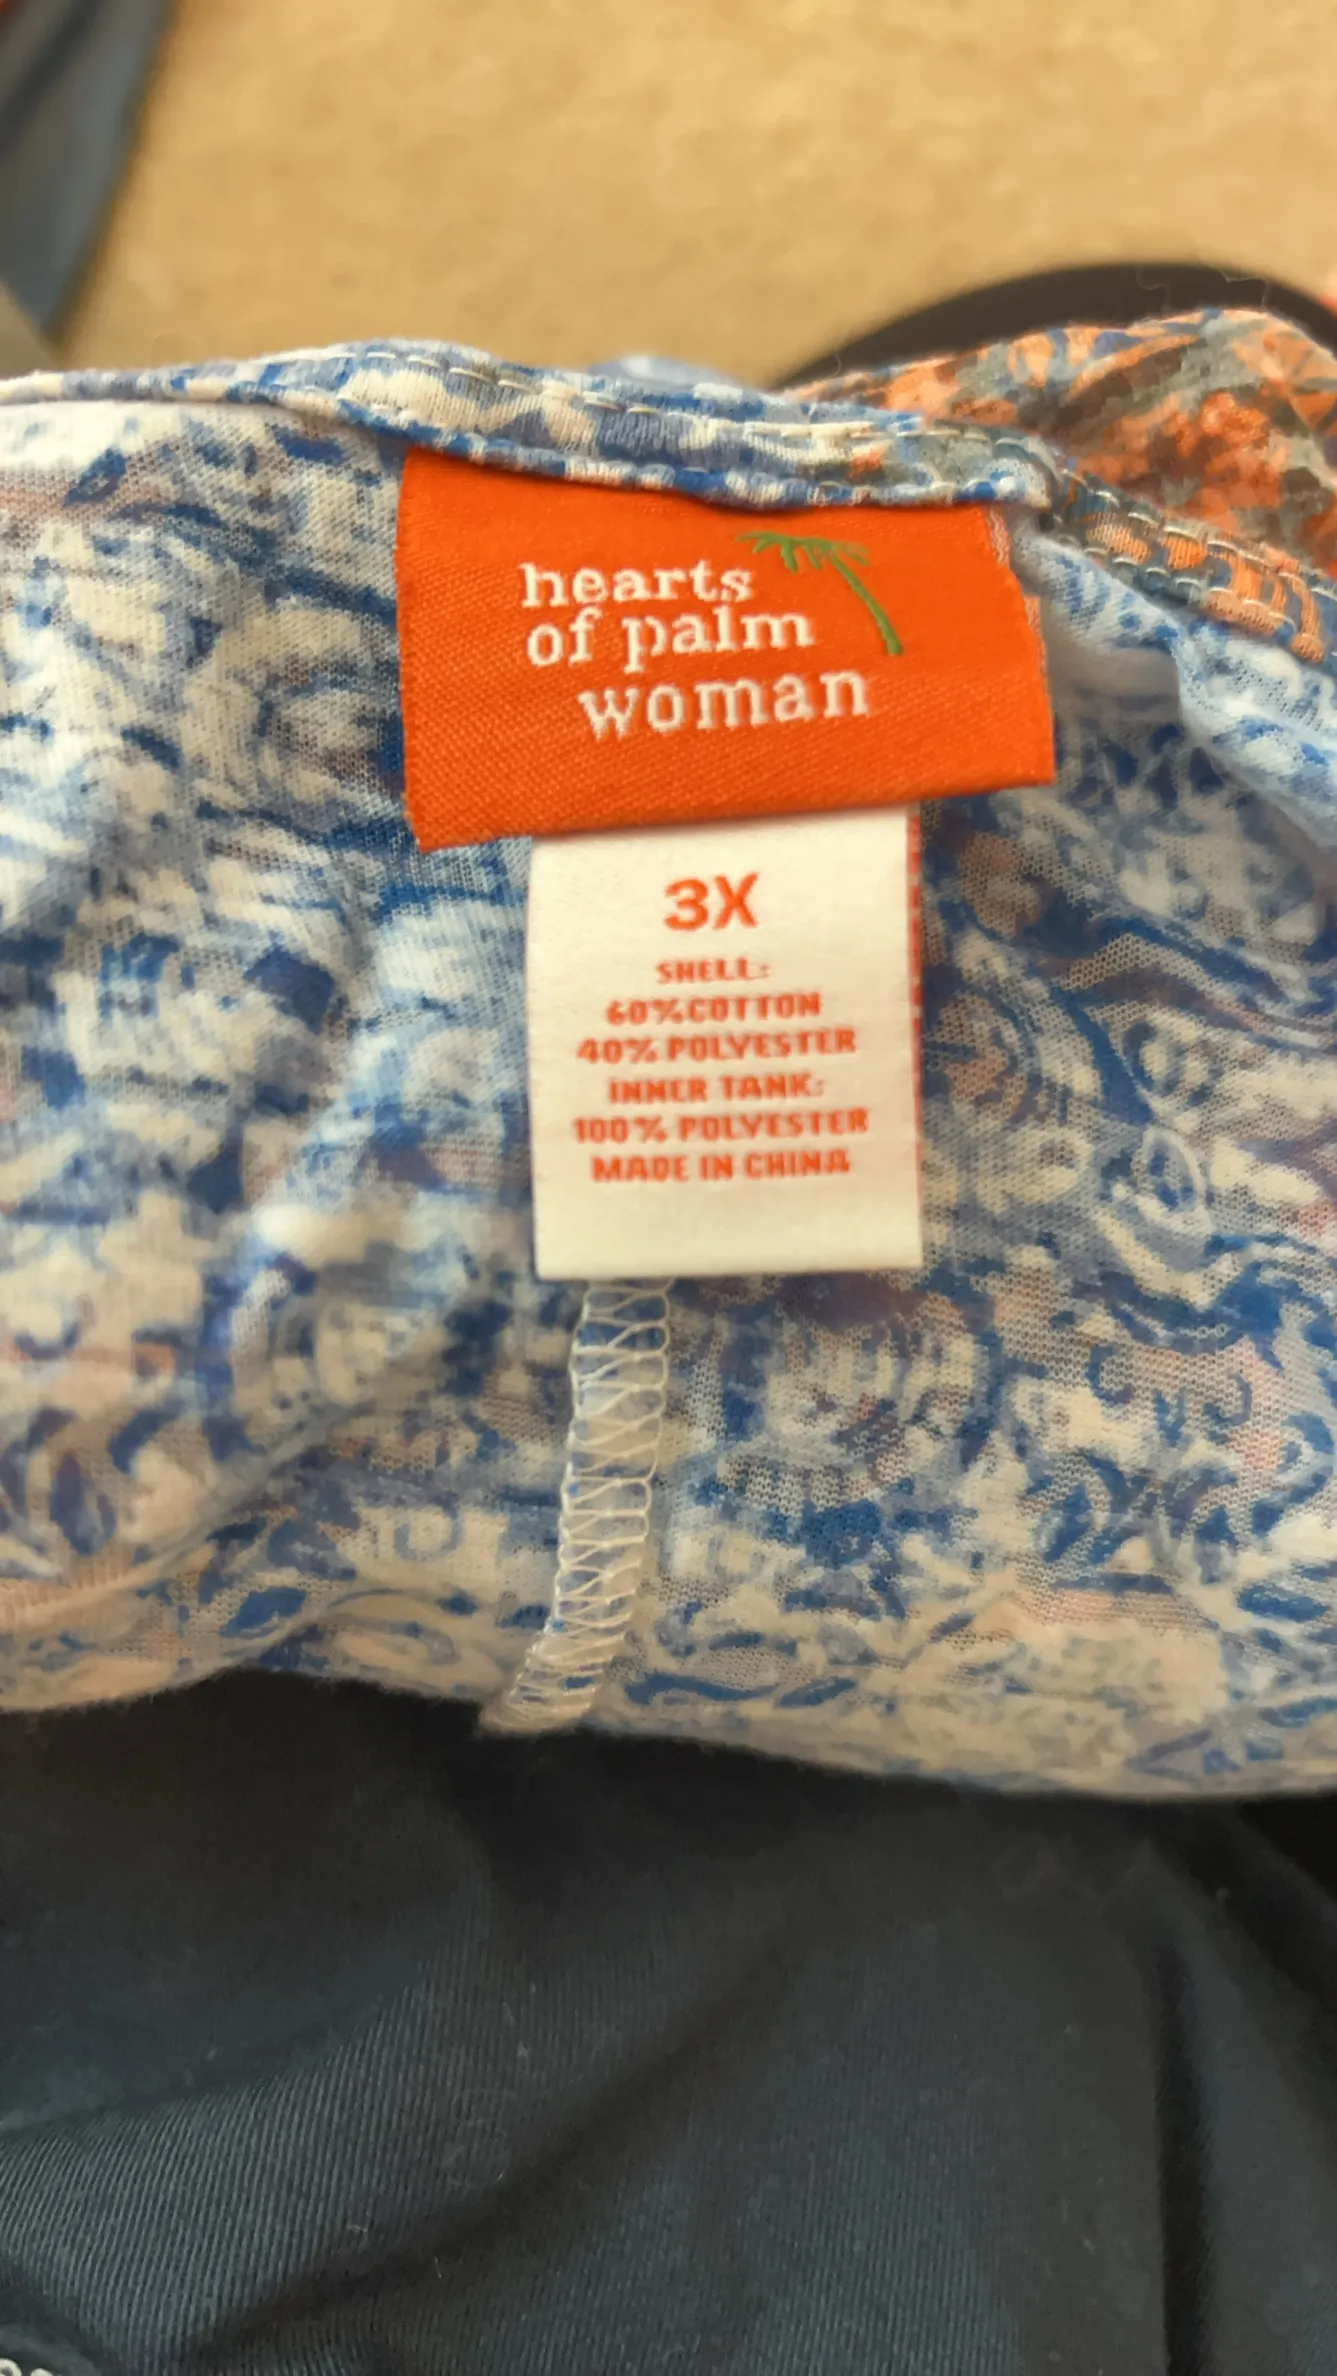 hearts
of palm
woman
3X
SHELL:
60%COTTON
40% POLYESTER
INNER TANK:
100% POLYESTER
MADE IN CHINA